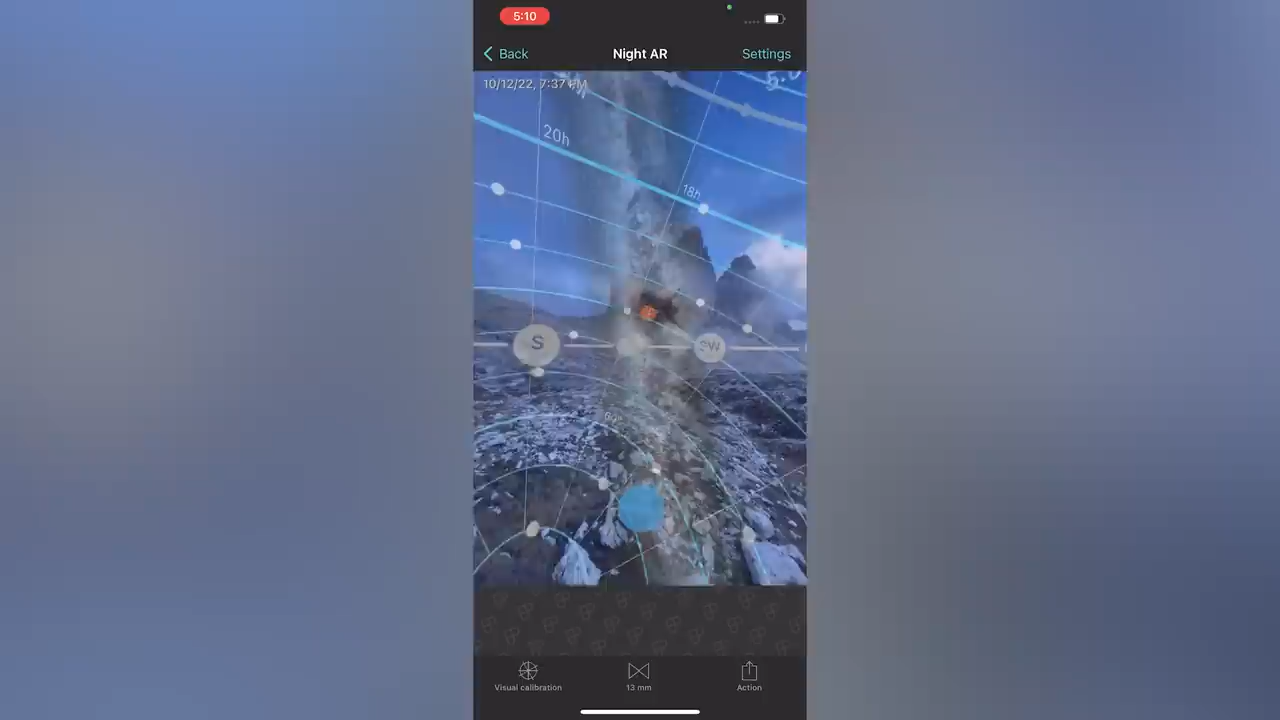 5:10
Back
Night AR
Settings
10/12/22, 7:37 PM
20h
18h
S
SW
Visual calibration
13 mm
Action